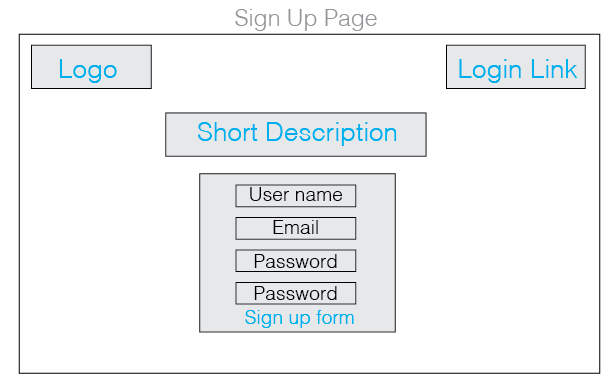 Sign Up Page
Logo
Login Link
Short Description
User name
Email
Password
Password
Sign up form